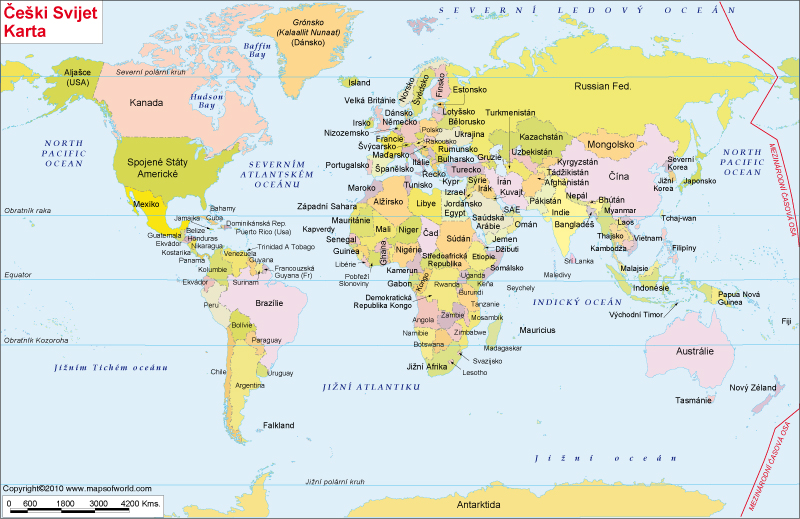 Češki Svijet
Karta
SEVERNÍ LEDOVÝ OCEÁN
Grónsko
(Kalaallit Nunaat)
(Dánsko)
Baffin
Bay
Aljašce
(USA)
Severní polární kruh
Hudson
Bay
Kanada
Island
Norsko
Švédsko
Finsko
Russian Fed.
Estonsko
Velká Británie
Dánsko
Lotyšsko
Irsko
Německo
Bělorusko
Nizozemsko
Polsko
Turkmenistán
Francie
Rakousko
Ukrajina
Kazachstán
Švýcarsko
Rumunsko
Uzbekistán
Mongolsko
Maďarsko
Bulharsko
Gruzie
Kyrgyzstán
Portugalsko
Španělsko
Itálie
Řecko
Turecko
Tádžikistán
Afghánistán
Severní
Korea
Jižní
Korea
Japonsko
NORTH
PACIFIC
OCEAN
NORTH
PACIFIC
OCEAN
MEZINÁRODNÍ ČASOVÁ OSA
Spojené Státy
Americké
SEVERNÍM
ATLANTSKÉM
OCEÁNU
Maroko
Tunisko
Kypr
Sýrie
Izrael
Irák
Írán
Kuvajt
Jordánsko
Čína
Nepál
Bhútán
Pákistán
Mexiko
Obratník raka
Bahamy
Jamaika
Cuba
Západní Sahara
Alžírsko
Libye
Egypt
Saúdská
Arábie
SAE
Omán
Indie
Bangladéš
Myanmar
Laos
Tchaj-wan
Belize
Dominikánská Rep.
Puerto Rico (Usa)
Guatemala
Honduras
Ekvádor
Nikaragua
Kostarika
Panama
Trinidad A Tobago
Kapverdy
Mauritánie
Mali
Niger
Čad
Súdán
Jemen
Džibuti
Thajsko
Vietnam
Kambodža
Filipíny
Senegal
Guinea
Libérie
Ghana
Nigérie
Středoafrická
Republika
Etiopie
Somálsko
Srí Lanka
Maledivy
Malajsie
Venezuela
Guyana
Kolumbie
Surinam
Francouzská
Guyana (Fr)
Pobřeží
Slonoviny
Kamerun
Gabon
Kongo
Uganda
Keňa
Rwanda
Burundi
Seychely
Equator
Ekvádor
Brazílie
Peru
Demokratická
Republika Kongo
Tanzanie
INDICKÝ OCEÁN
Indonésie
Papua Nová
Guinea
Východní Timor
Angola
Zambie
Mosambik
Fiji
Bolívie
Namibie
Zimbabwe
Mauricius
Botswana
Madagaskar
Obratník Kozoroha
Paraguay
Jižním Tichém oceánu
Chile
Uruguay
Argentina
JIŽNÍ ATLANTIKU
Jižní Afrika
Svazijsko
Lesotho
Austrálie
Nový Zéland
Tasmánie
Falkland
MEZINÁRODNÍ ČASOVÁ OSA
Jižní oceán
Jižní polární kruh
Antarktida
Copyright©2010 www.mapsofworld.com
0 600 1800 3000 4200 Kms.